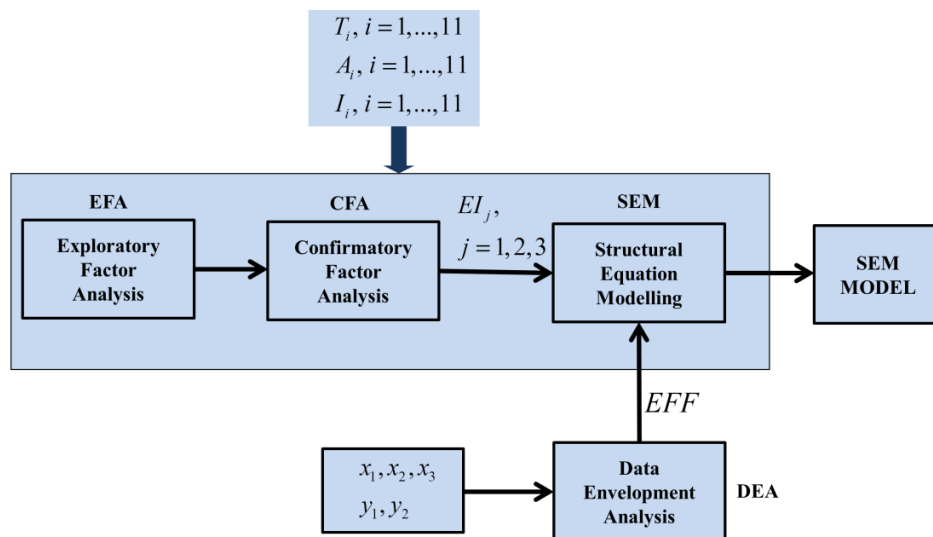 T_i, i = 1,...,11
A_i, i = 1,...,11
I_i, i = 1,...,11
EFA
Exploratory
Factor
Analysis
CFA
Confirmatory
Factor
Analysis
EI_j,
j = 1, 2, 3
SEM
Structural
Equation
Modelling
SEM
MODEL
EFF
x_1, x_2, x_3
y_1, y_2
Data
Envelopment
Analysis
DEA